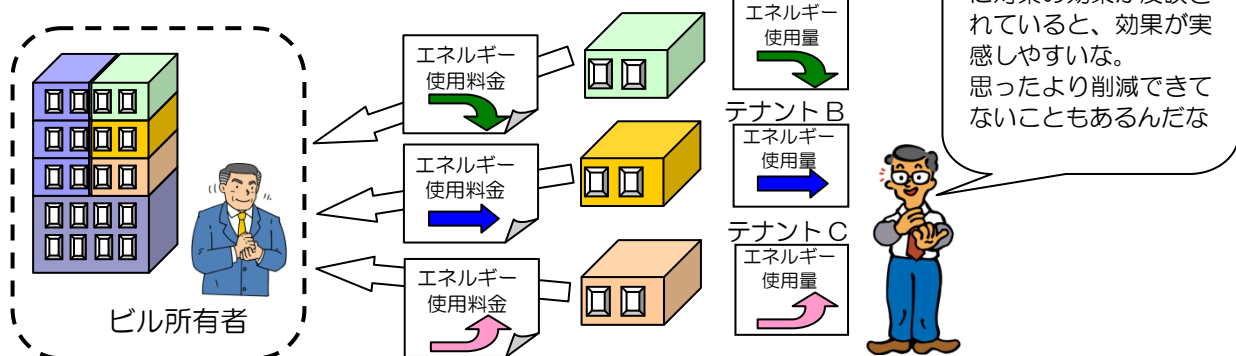 エネルギー
使用量
れていると、効果が実
感しやすいな。
思ったより削減できて
ないこともあるんだな
エネルギー
使用料金
テナント B
エネルギー
使用量
エネルギー
使用料金
テナント C
エネルギー
使用量
エネルギー
使用料金
ビル所有者